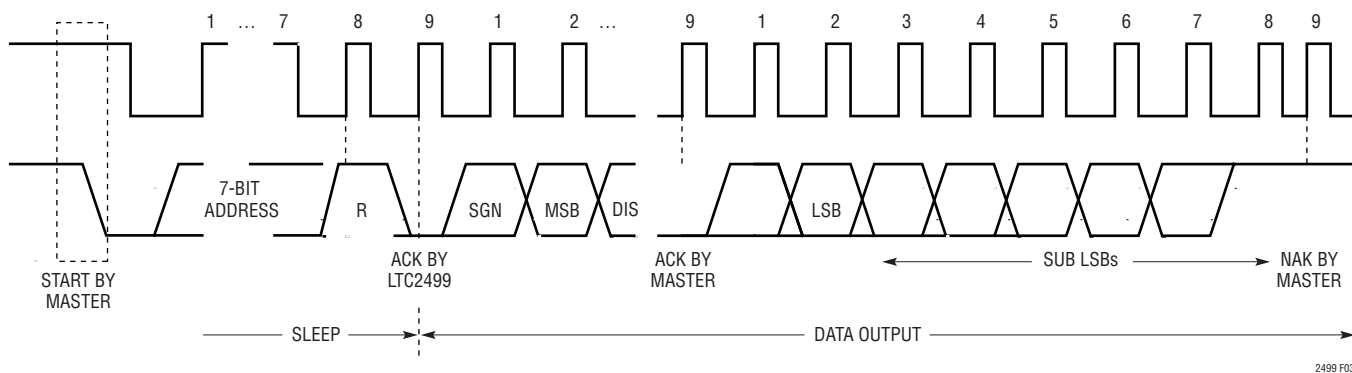 1 … 7 8 9 1 2 … 9 1 2 3 4 5 6 7 8 9
7-BIT
ADDRESS
R
SGN
MSB
DIS
LSB
START BY
MASTER
ACK BY
LTC2499
ACK BY
MASTER
SUB LSBs
NAK BY
MASTER
SLEEP
DATA OUTPUT
2499 F03